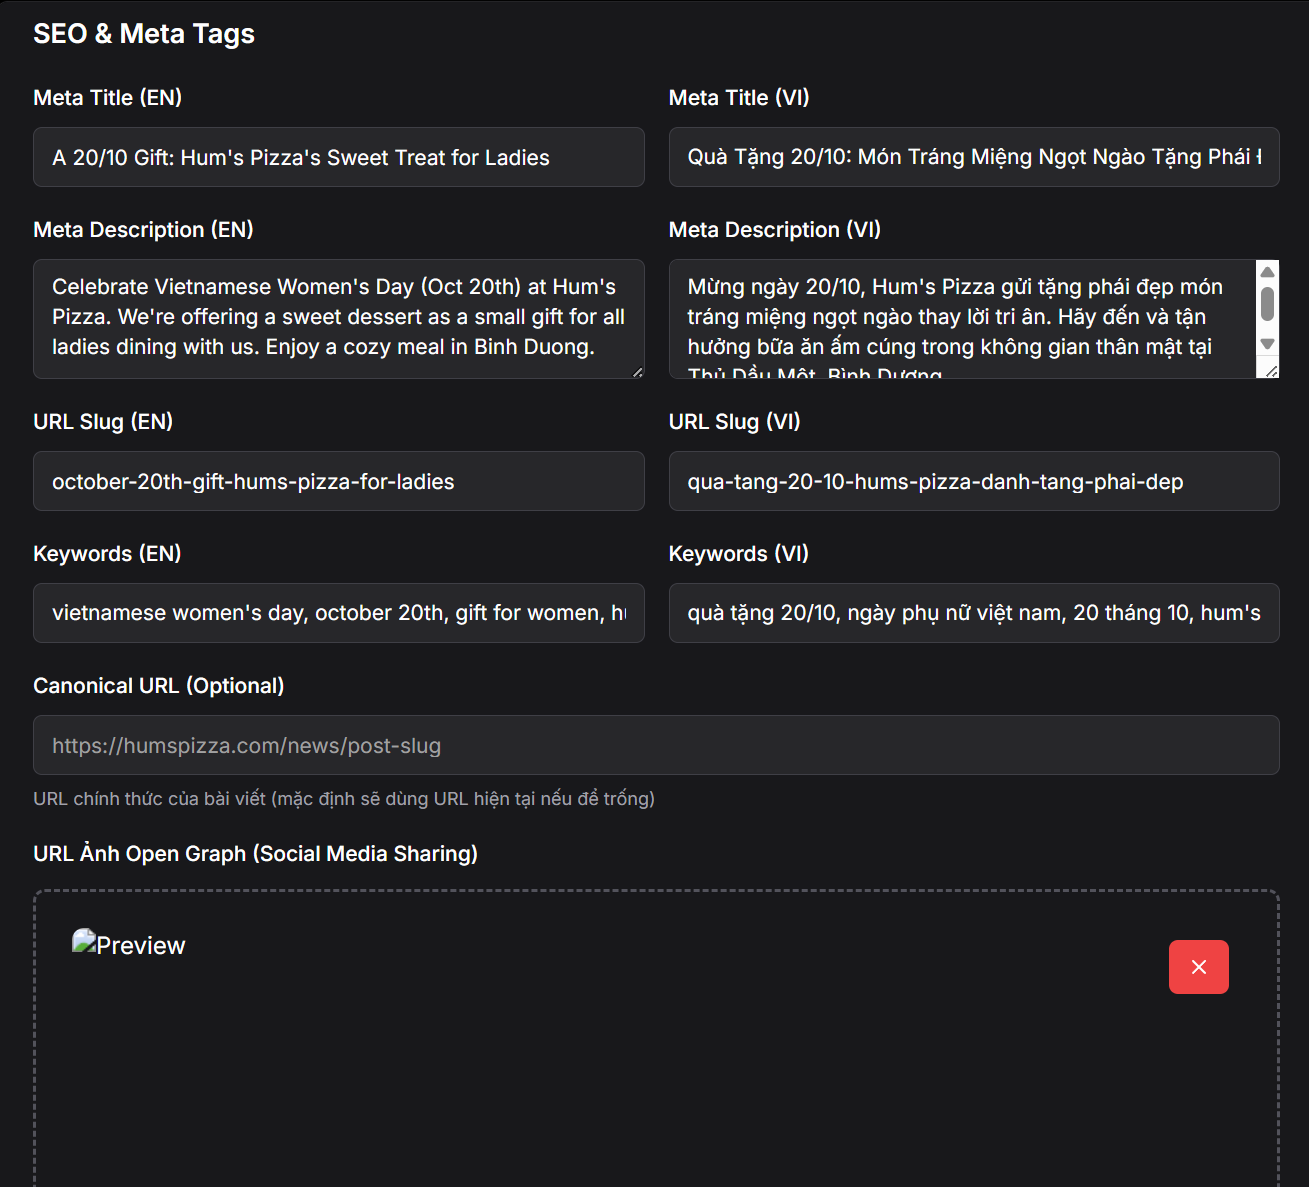 SEO & Meta Tags
Meta Title (EN)
Meta Title (VI)
A 20/10 Gift: Hum's Pizza's Sweet Treat for Ladies
Quà Tặng 20/10: Món Tráng Miệng Ngọt Ngào Tặng Phái
Meta Description (EN)
Meta Description (VI)
Celebrate Vietnamese Women's Day (Oct 20th) at Hum's
Pizza. We're offering a sweet dessert as a small gift for all
ladies dining with us. Enjoy a cozy meal in Binh Duong.
Mừng ngày 20/10, Hum's Pizza gửi tặng phái đẹp món
tráng miệng ngọt ngào thay lời tri ân. Hãy đến và tận
hưởng bữa ăn ấm cúng trong không gian thân mật tại
Thủ Dầu Một, Bình Dương
URL Slug (EN)
URL Slug (VI)
october-20th-gift-hums-pizza-for-ladies
qua-tang-20-10-hums-pizza-danh-tang-phai-dep
Keywords (EN)
Keywords (VI)
vietnamese women's day, october 20th, gift for women,
quà tặng 20/10, ngày phụ nữ việt nam, 20 tháng 10, hum's
Canonical URL (Optional)
https://humspizza.com/news/post-slug
URL chính thức của bài viết (mặc định sẽ dùng URL hiện tại nếu để trống)
URL Ảnh Open Graph (Social Media Sharing)
Preview